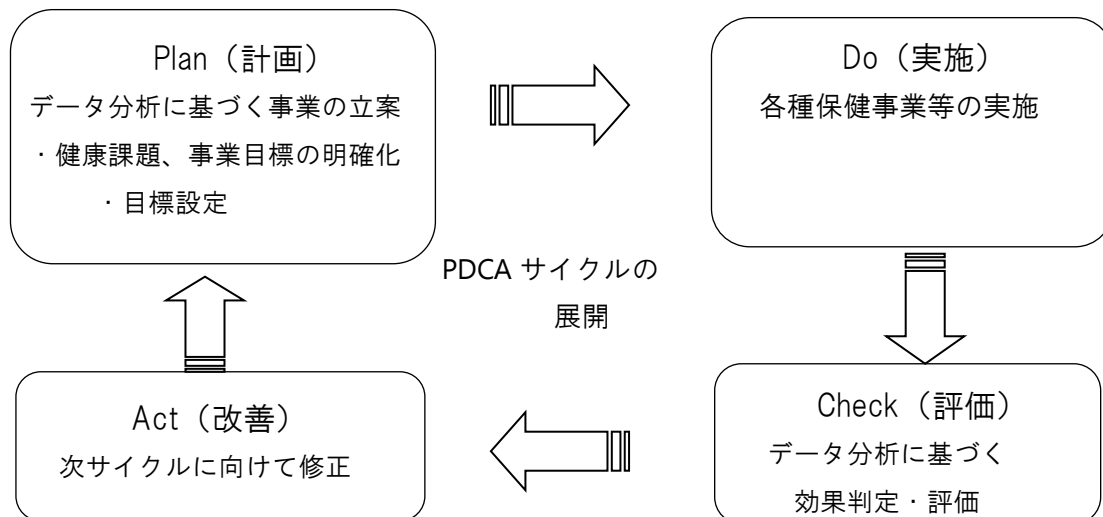 Plan（計画）
データ分析に基づく事業の立案
・健康課題、事業目標の明確化
・目標設定
Do（実施）
各種保健事業等の実施
PDCA サイクルの
展開
Act（改善）
次サイクルに向けて修正
Check（評価）
データ分析に基づく
効果判定・評価